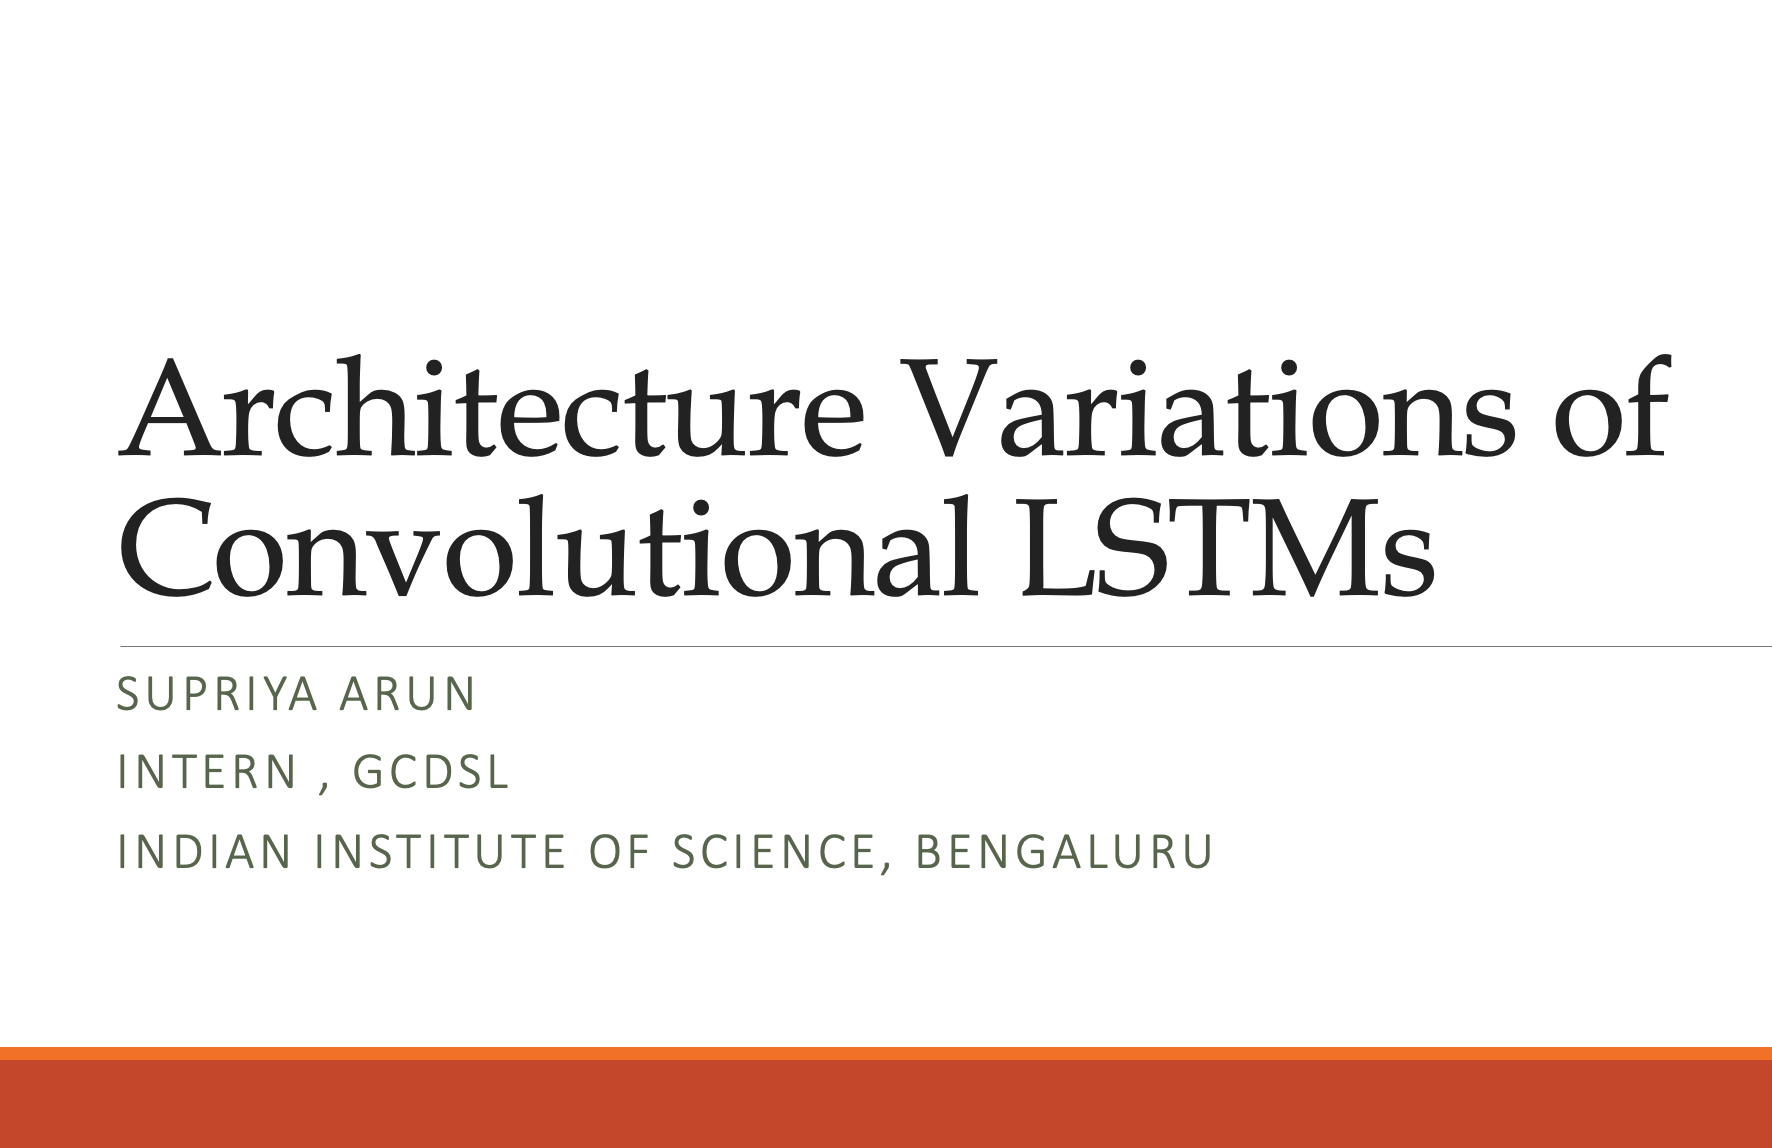 Architecture Variations of
Convolutional LSTMs
SUPRIYA ARUN
INTERN , GCDSL
INDIAN INSTITUTE OF SCIENCE, BENGALURU